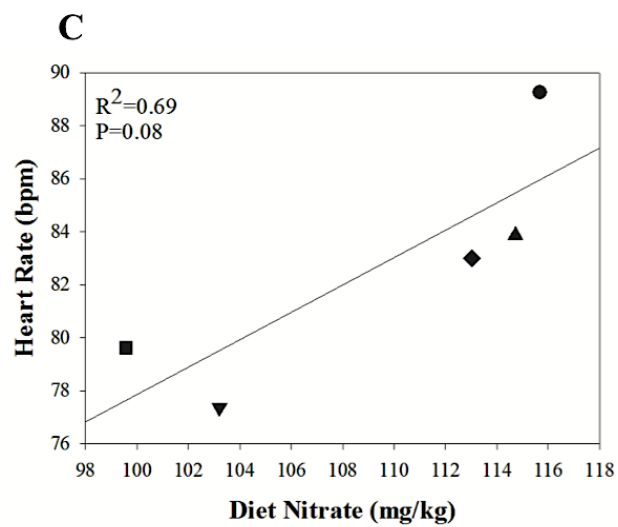 C
R²=0.69
P=0.08
90
88
86
84
82
80
78
76
Heart Rate (bpm)
98 100 102 104 106 108 110 112 114 116 118
Diet Nitrate (mg/kg)